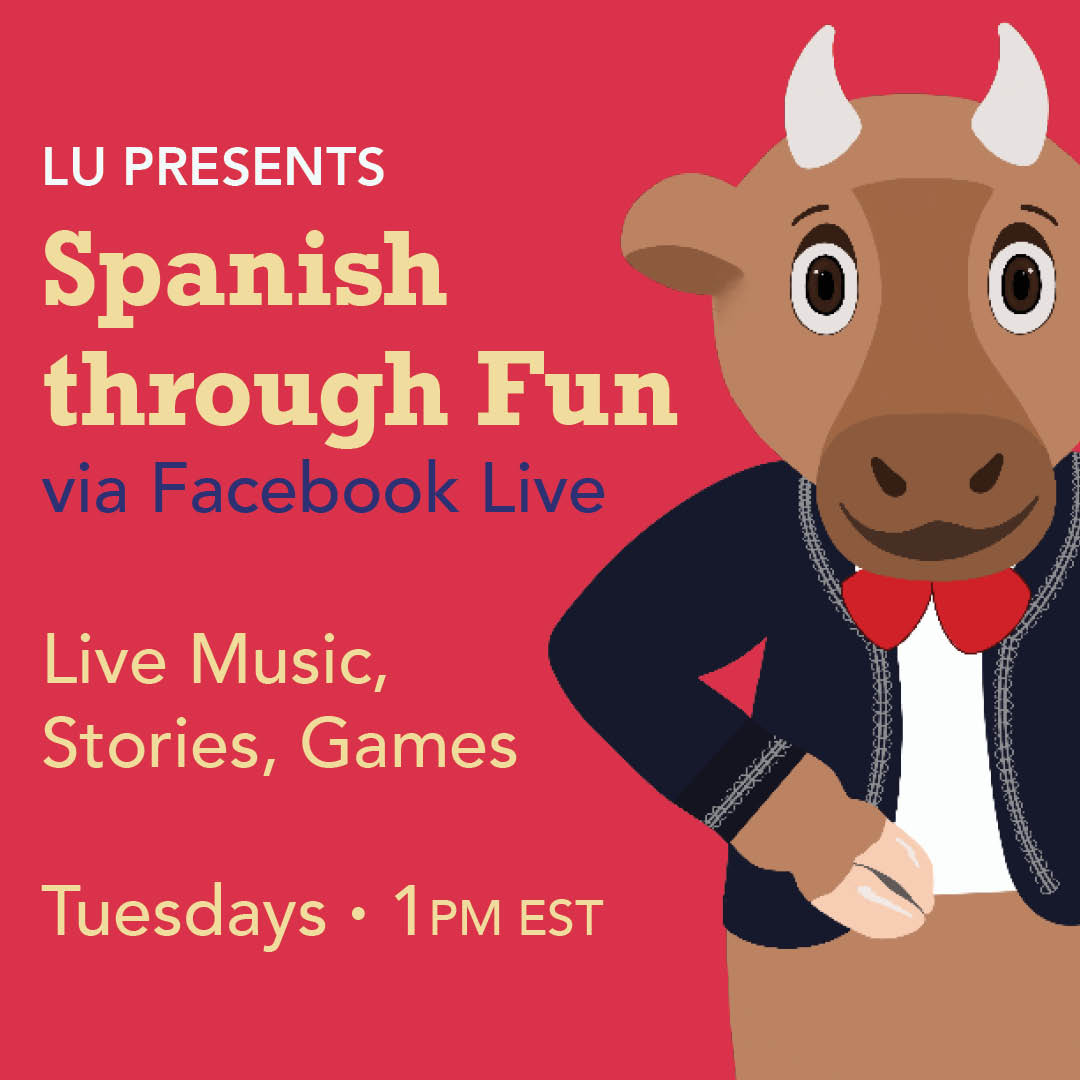 LU PRESENTS
Spanish
through Fun
via Facebook Live
Live Music,
Stories, Games
Tuesdays • 1PM EST